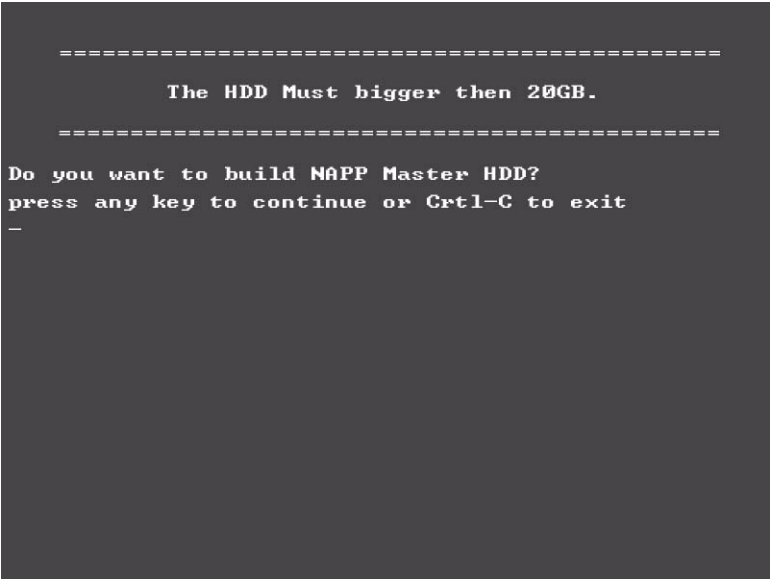 ==============================================
The HDD Must bigger then 20GB.
==============================================
Do you want to build NAPP Master HDD?
press any key to continue or Crtl-C to exit
_